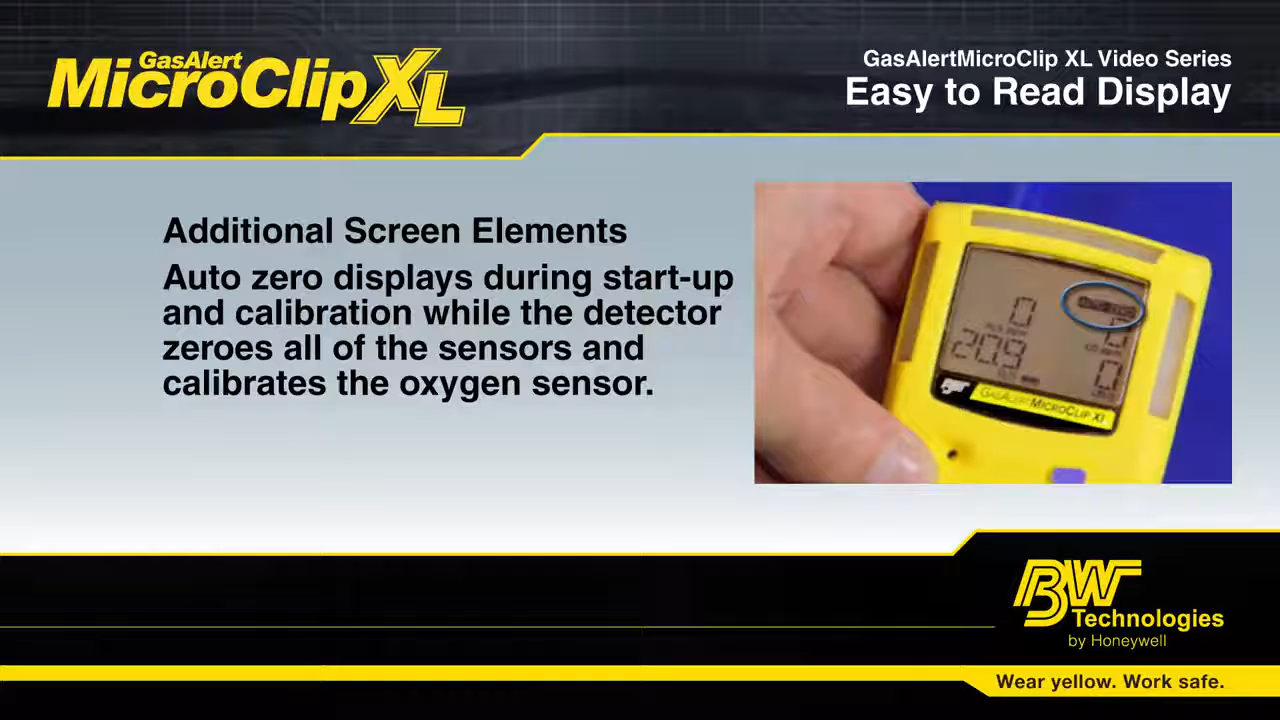 GasAlert
MicroClip XL
GasAlertMicroClip XL Video Series
Easy to Read Display
Additional Screen Elements
Auto zero displays during start-up
and calibration while the detector
zeroes all of the sensors and
calibrates the oxygen sensor.
0
0
20.9
0
BW
GASALERTMICROCLIP XL
BW
Technologies
by Honeywell
Wear yellow. Work safe.